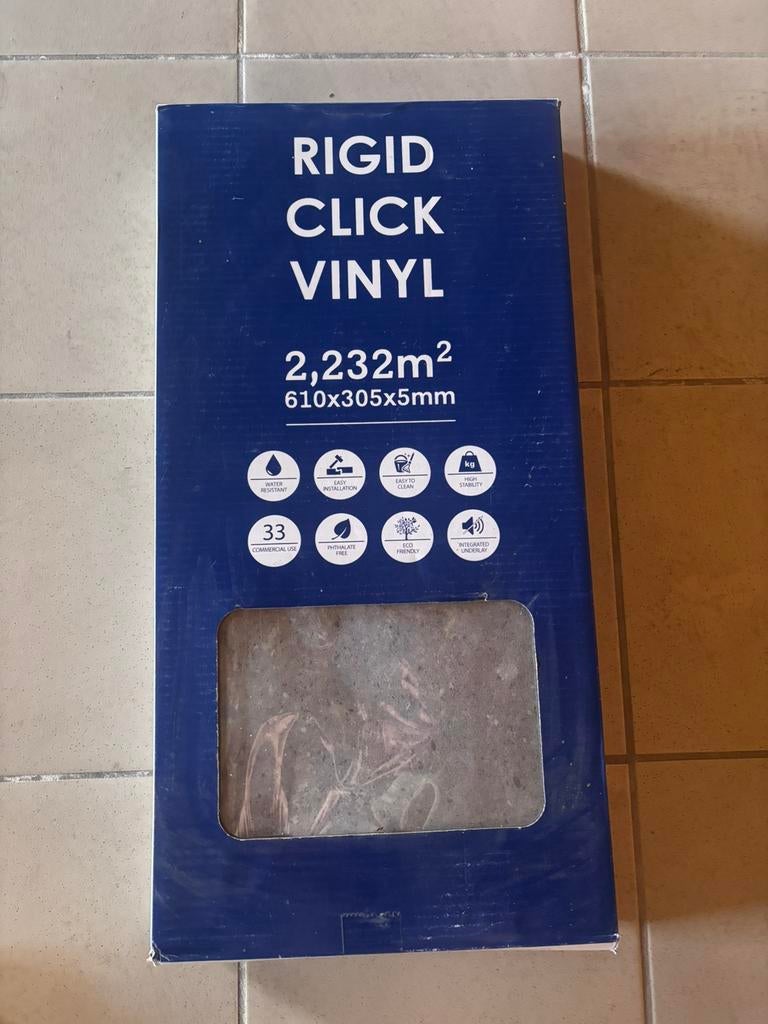 RIGID
CLICK
VINYL
2,232m²
610x305x5mm
WATER
RESISTANT
EASY
INSTALLATION
EASY TO
CLEAN
kg
HIGH
STABILITY
33
COMMERCIAL USE
PHTHALATE
FREE
ECO
FRIENDLY
INTEGRATED
UNDERLAY